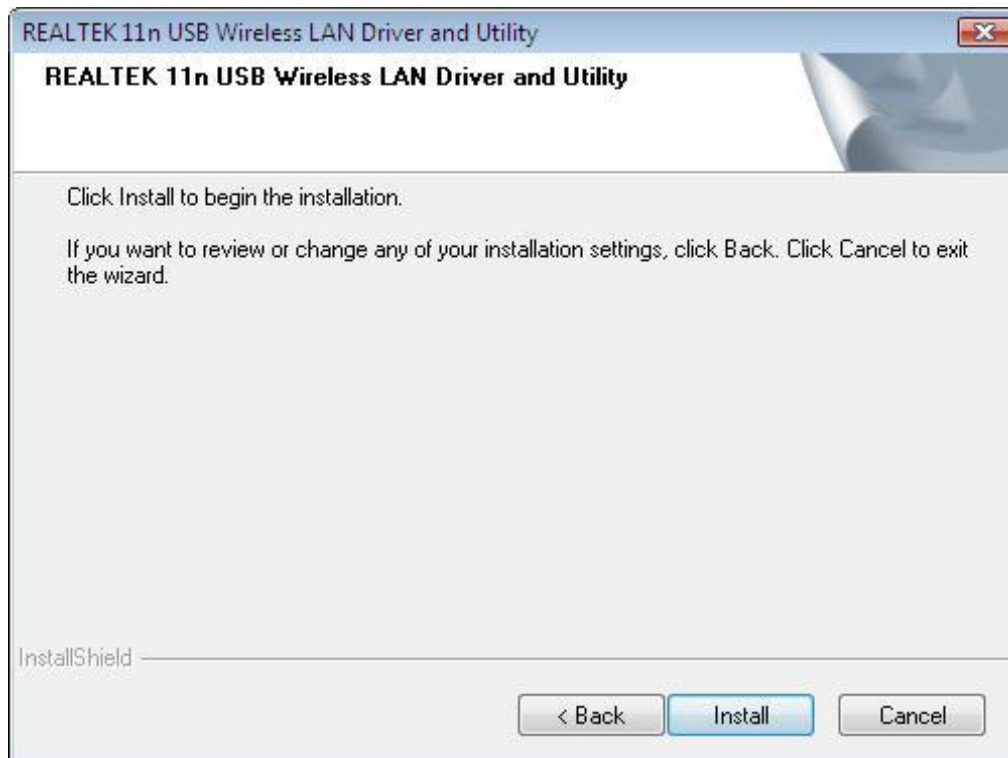 REALTEK 11n USB Wireless LAN Driver and Utility
REALTEK 11n USB Wireless LAN Driver and Utility
Click Install to begin the installation.
If you want to review or change any of your installation settings, click Back. Click Cancel to exit
the wizard.
InstallShield
< Back
Install
Cancel